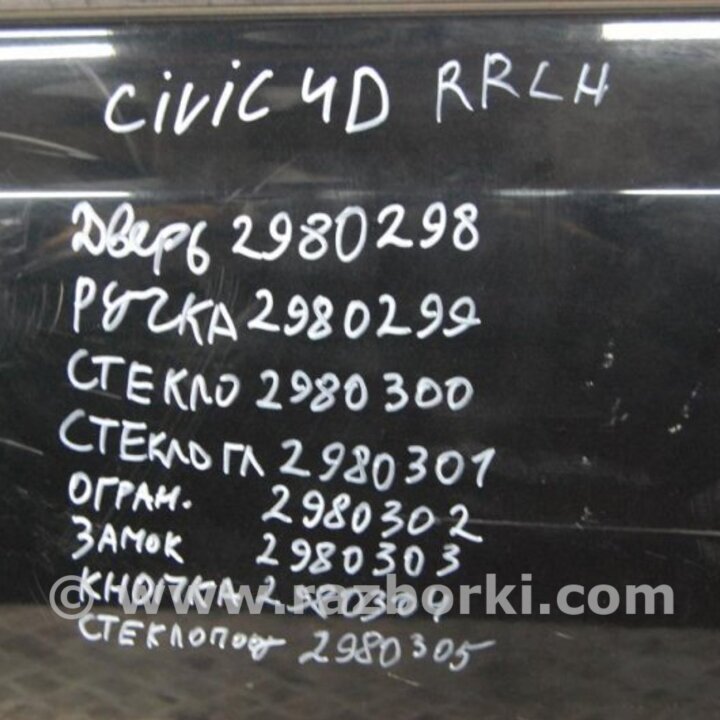 Civic 4D RRLH
Дверь 2980298
РУЧКА 2980299
СТЕКЛО 2980300
СТЕКЛО ГЛ 2980301
ОГРАН. 2980302
ЗАМОК 2980303
КНОПКА 2980304
© www.razborki.com
СТЕКЛОПОД 2980305